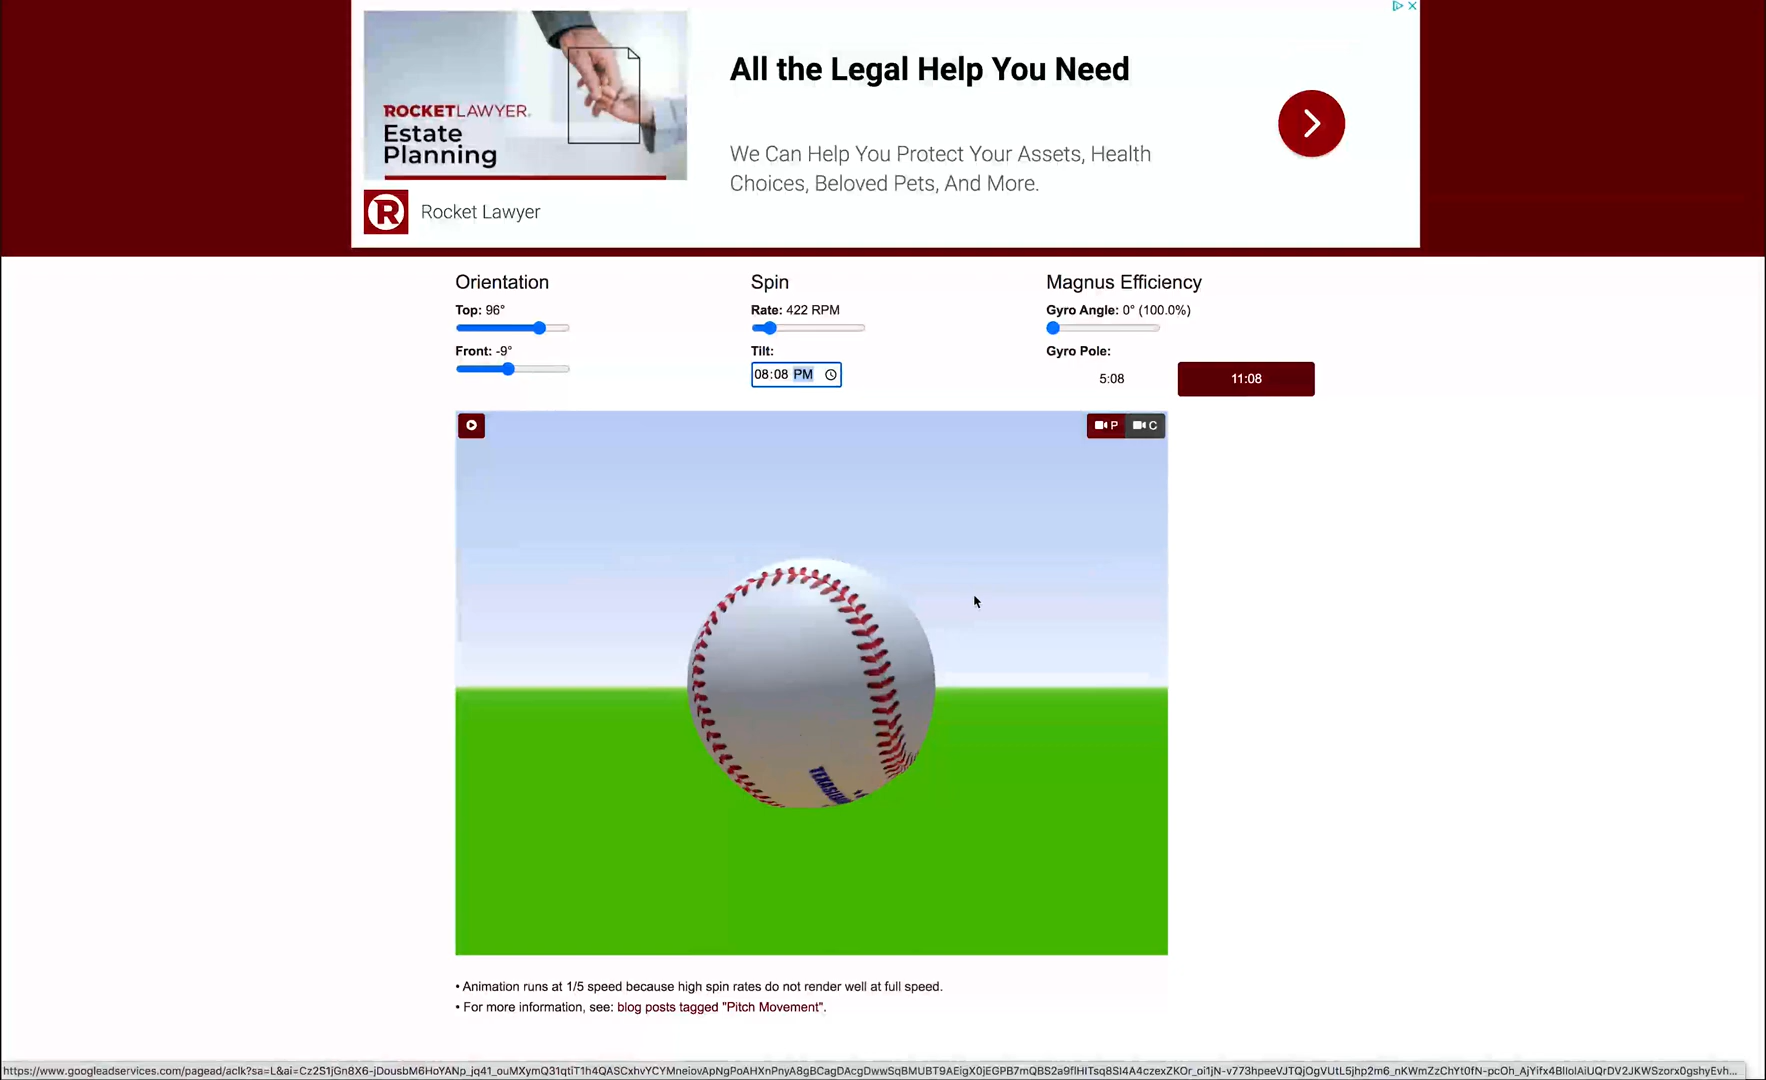 ROCKETLAWYER.
Estate
Planning
R
Rocket Lawyer
All the Legal Help You Need
We Can Help You Protect Your Assets, Health
Choices, Beloved Pets, And More.
Orientation
Top: 96°
Front: -9°
Spin
Rate: 422 RPM
Tilt:
08:08 PM
Magnus Efficiency
Gyro Angle: 0° (100.0%)
Gyro Pole:
5:08
11:08
P
C
• Animation runs at 1/5 speed because high spin rates do not render well at full speed.
• For more information, see: blog posts tagged "Pitch Movement".